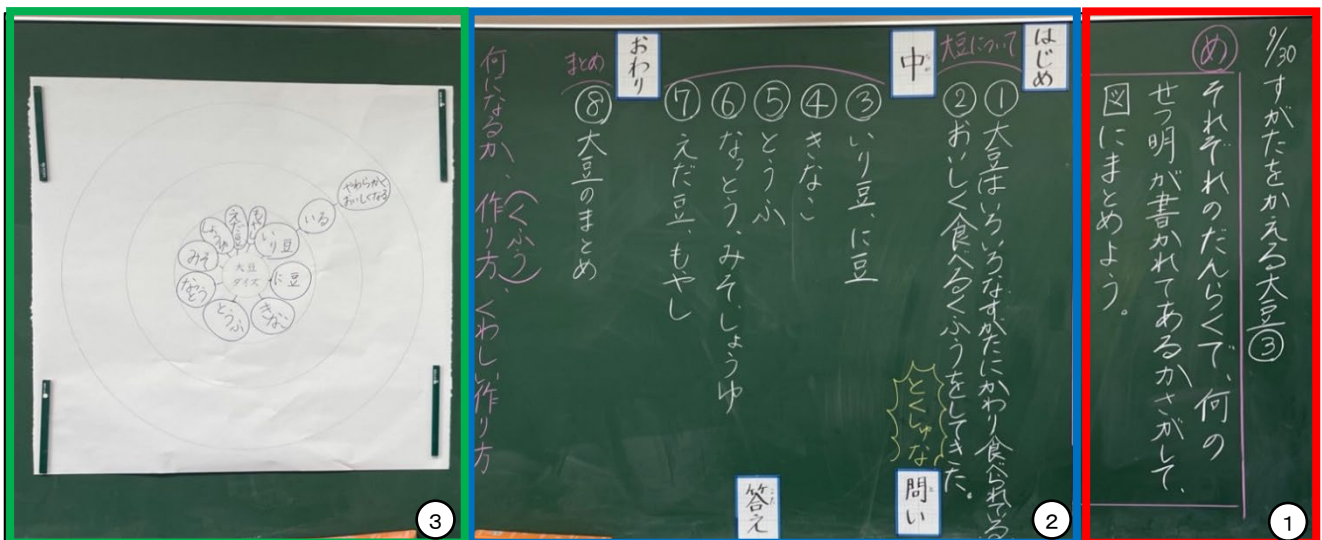 9/30 すがたをかえる大豆③
め
それぞれのだんらくで、何の
せつ明が書かれてあるかさがして、
図にまとめよう。
①
はじめ
大豆について
①大豆はいろいろなすがたにかわり食べられている
②おいしく食べるくふうをしてきた。
とくしゅな
問い
中
③いり豆、に豆
④きなこ
⑤とうふ
⑥なっとう、みそ、しょうゆ
⑦えだ豆、もやし
答え
おわり
まとめ
⑧大豆のまとめ
何になるか、作り方、くわしい作り方
(くふう)
②
大豆
ダイズ
いり豆
に豆
きなこ
とうふ
なっとう
みそ
しょうゆ
えだ豆
もやし
いる
やわらかく
おいしくなる
③